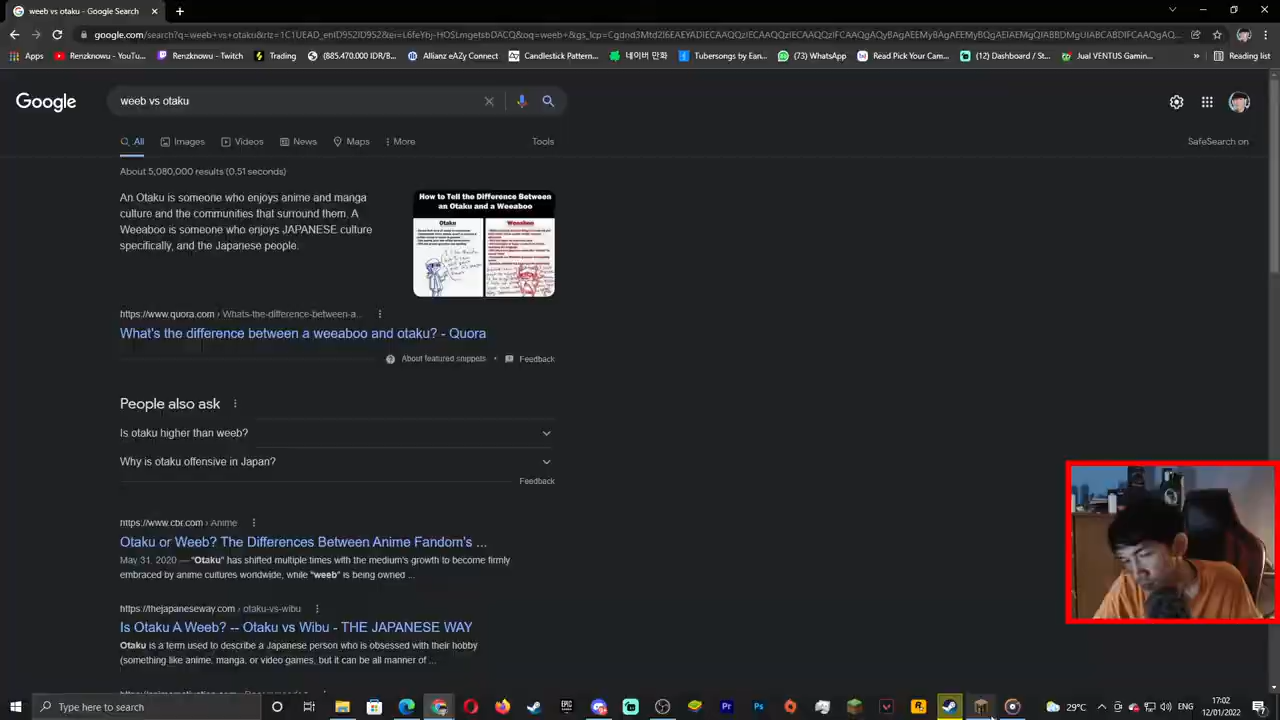 weeb vs otaku - Google Search
google.com/search?q=weeb+vs+otaku
Apps
Renzknowu - YouTu...
Renzknowu - Twitch
Trading
(885.470.000 IDR/B...
Allianz eAZy Conne...
Candlestick Pattern...
네이버 만화
Tubersongs by EanJ...
(73) WhatsApp
Read Pick Your Cam...
(12) Dashboard / St...
Jual VENTUS Gamin...
»
Reading list
Google
weeb vs otaku
All
Images
Videos
News
Maps
More
Tools
SafeSearch on
About 5,080,000 results (0.51 seconds)
An Otaku is someone who enjoys anime and manga
culture and the communities that surround them. A
Weeaboo is someone who enjoys JAPANESE culture
specifically, and the Japanese people.
How to Tell the Difference Between
an Otaku and a Weeaboo
Otaku
Weeaboo
https://www.quora.com › Whats-the-difference-between-a...
What's the difference between a weeaboo and otaku? - Quora
About featured snippets
•
Feedback
People also ask
Is otaku higher than weeb?
Why is otaku offensive in Japan?
Feedback
https://www.cbr.com › Anime
Otaku or Weeb? The Differences Between Anime Fandom's ...
May 31, 2020 — "Otaku" has shifted multiple times with the medium's growth to become firmly
embraced by anime cultures worldwide, while "weeb" is being owned ...
https://thejapaneseway.com › otaku-vs-wibu
Is Otaku A Weeb? -- Otaku vs Wibu - THE JAPANESE WAY
Otaku is a term used to describe a Japanese person who is obsessed with their hobby
(something like anime, manga, or video games, but it can be all manner of ...
Type here to search
29°C
ENG
17:02
12/01/2022